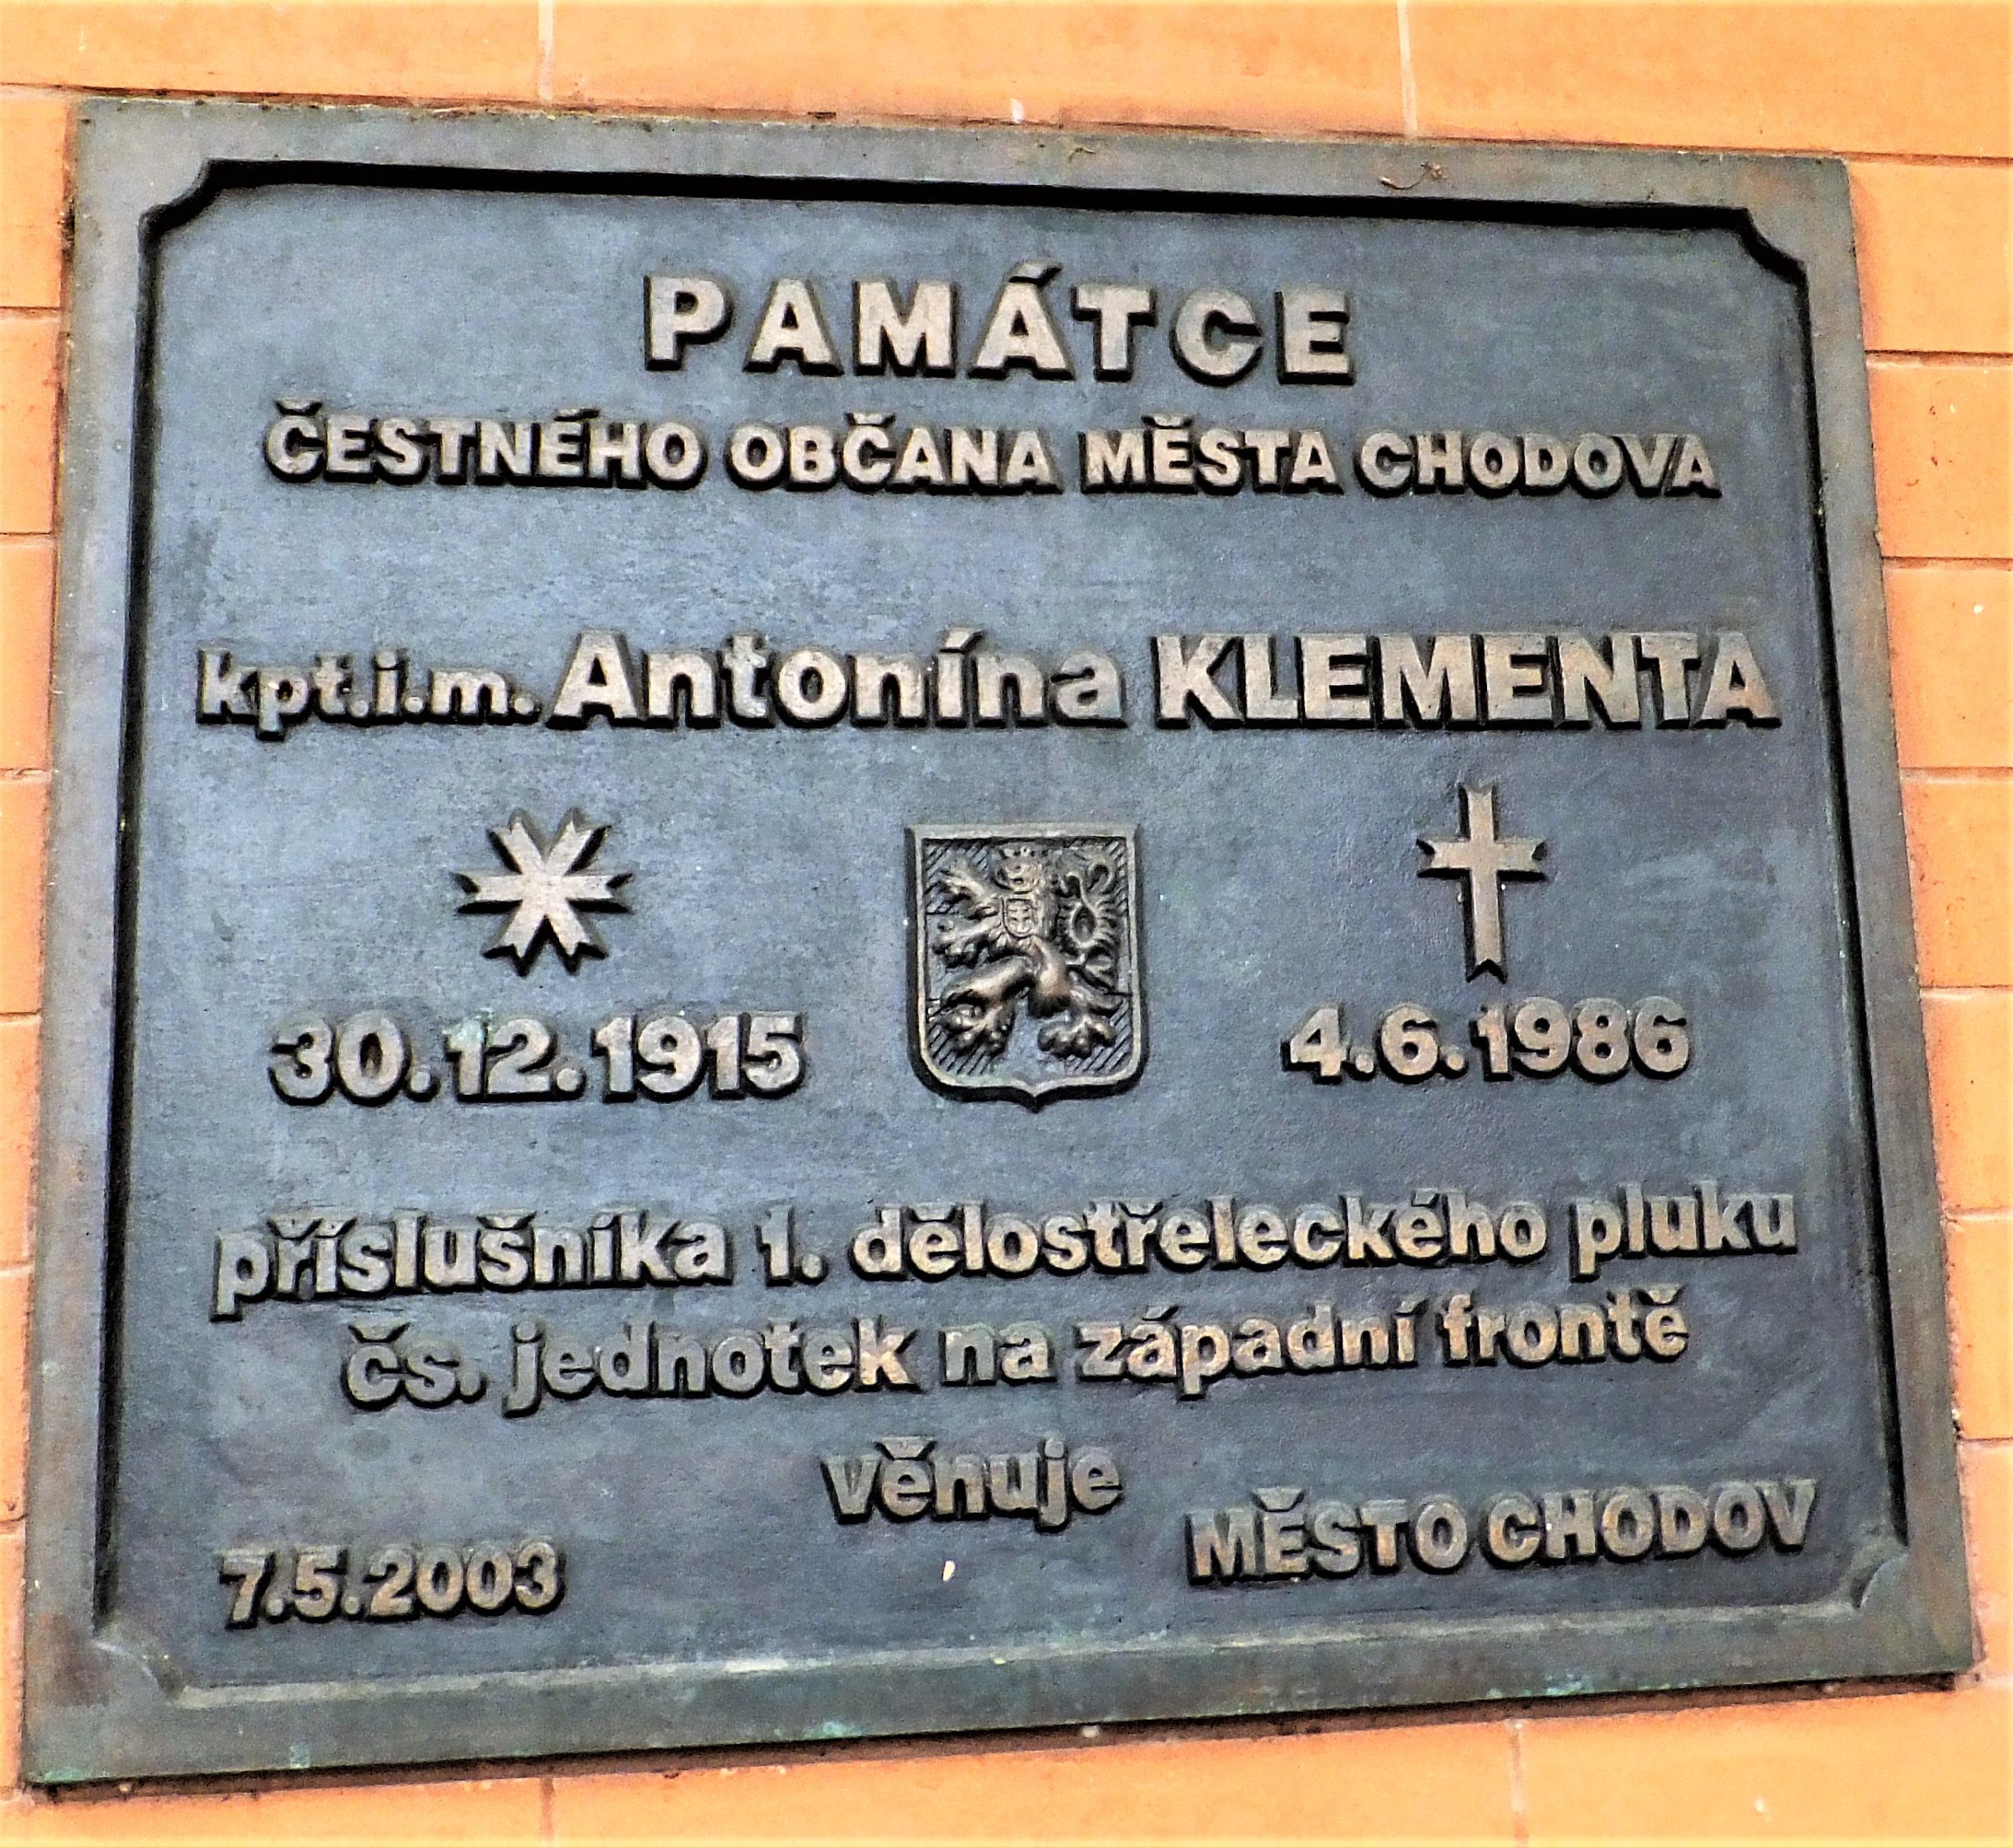 PAMÁTCE
ČESTNÉHO OBČANA MĚSTA CHODOVA
kpt.i.m. Antonína KLEMENTA
30.12.1915 4.6.1986
příslušníka 1. dělostřeleckého pluku
čs. jednotek na západní frontě
věnuje
7.5.2003 MĚSTO CHODOV